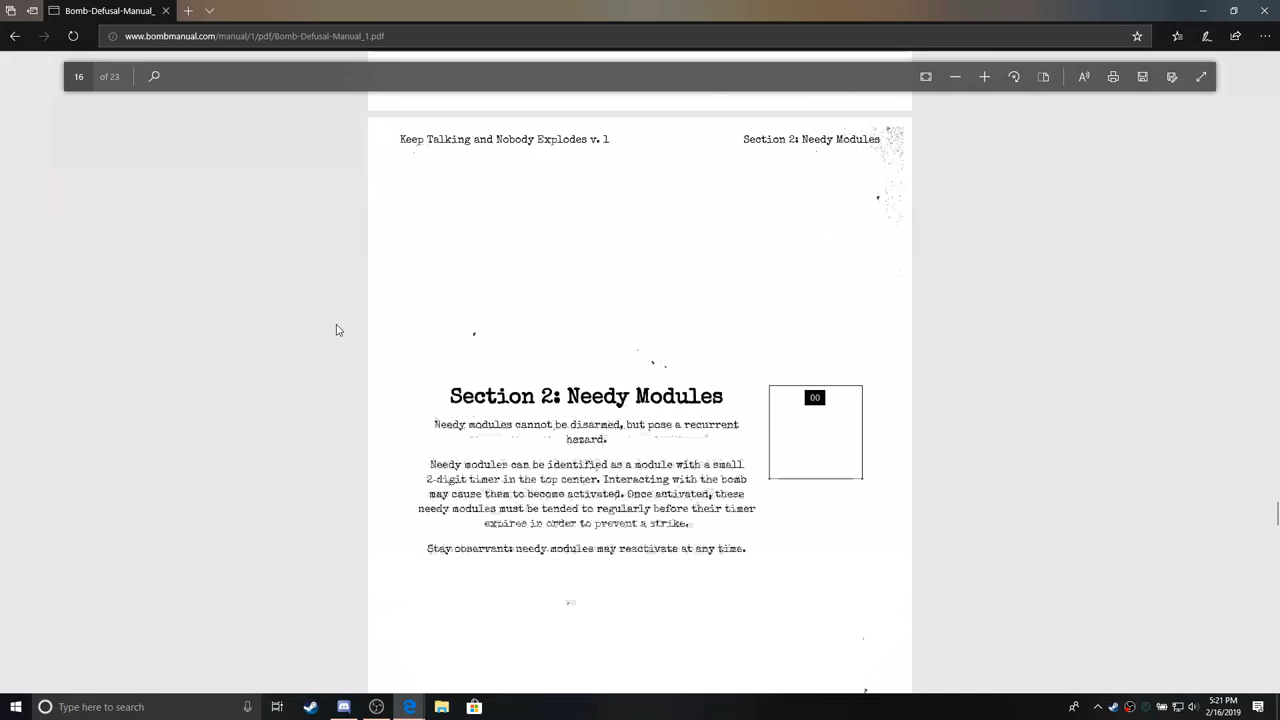 Bomb-Defusal-Manual_
www.bombmanual.com/manual/1/pdf/Bomb-Defusal-Manual_1.pdf
16 of 23
Keep Talking and Nobody Explodes v. 1
Section 2: Needy Modules
Section 2: Needy Modules
00
Needy modules cannot be disarmed, but pose a recurrent
hazard.
Needy modules can be identified as a module with a small
2-digit timer in the top center. Interacting with the bomb
may cause them to become activated. Once activated, these
needy modules must be tended to regularly before their timer
expires in order to prevent a strike.
Stay observant: needy modules may reactivate at any time.
Type here to search
5:21 PM
2/16/2019